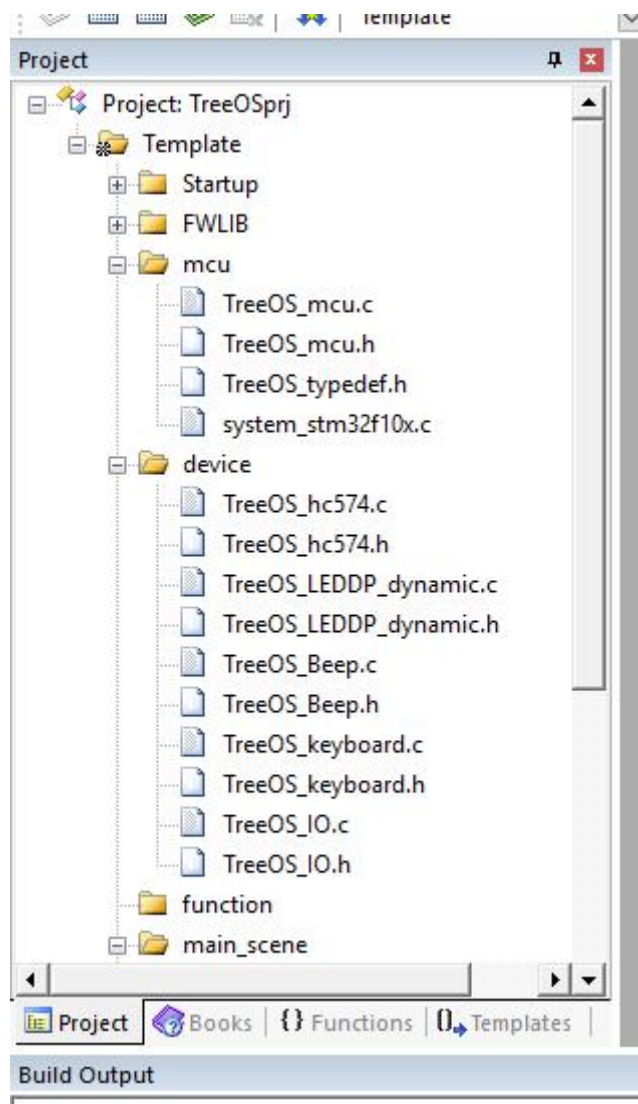 Template
Project
Project: TreeOSprj
Template
Startup
FWLIB
mcu
TreeOS_mcu.c
TreeOS_mcu.h
TreeOS_typedef.h
system_stm32f10x.c
device
TreeOS_hc574.c
TreeOS_hc574.h
TreeOS_LEDDP_dynamic.c
TreeOS_LEDDP_dynamic.h
TreeOS_Beep.c
TreeOS_Beep.h
TreeOS_keyboard.c
TreeOS_keyboard.h
TreeOS_IO.c
TreeOS_IO.h
function
main_scene
Project Books {} Functions Templates
Build Output